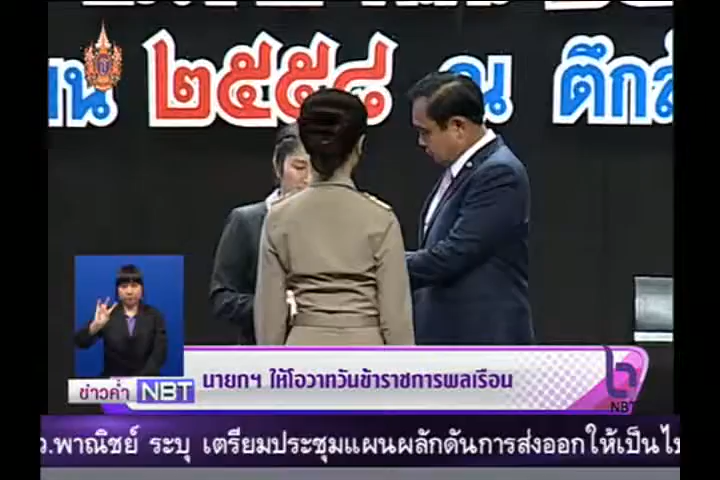 ๒๕๕๘ ณ ตึก
ข่าวค่ำ NBT
นายกฯ ให้โอวาทวันข้าราชการพลเรือน
NBT
ว.พาณิชย์ ระบุ เตรียมประชุมแผนผลักดันการส่งออกให้เป็นไป